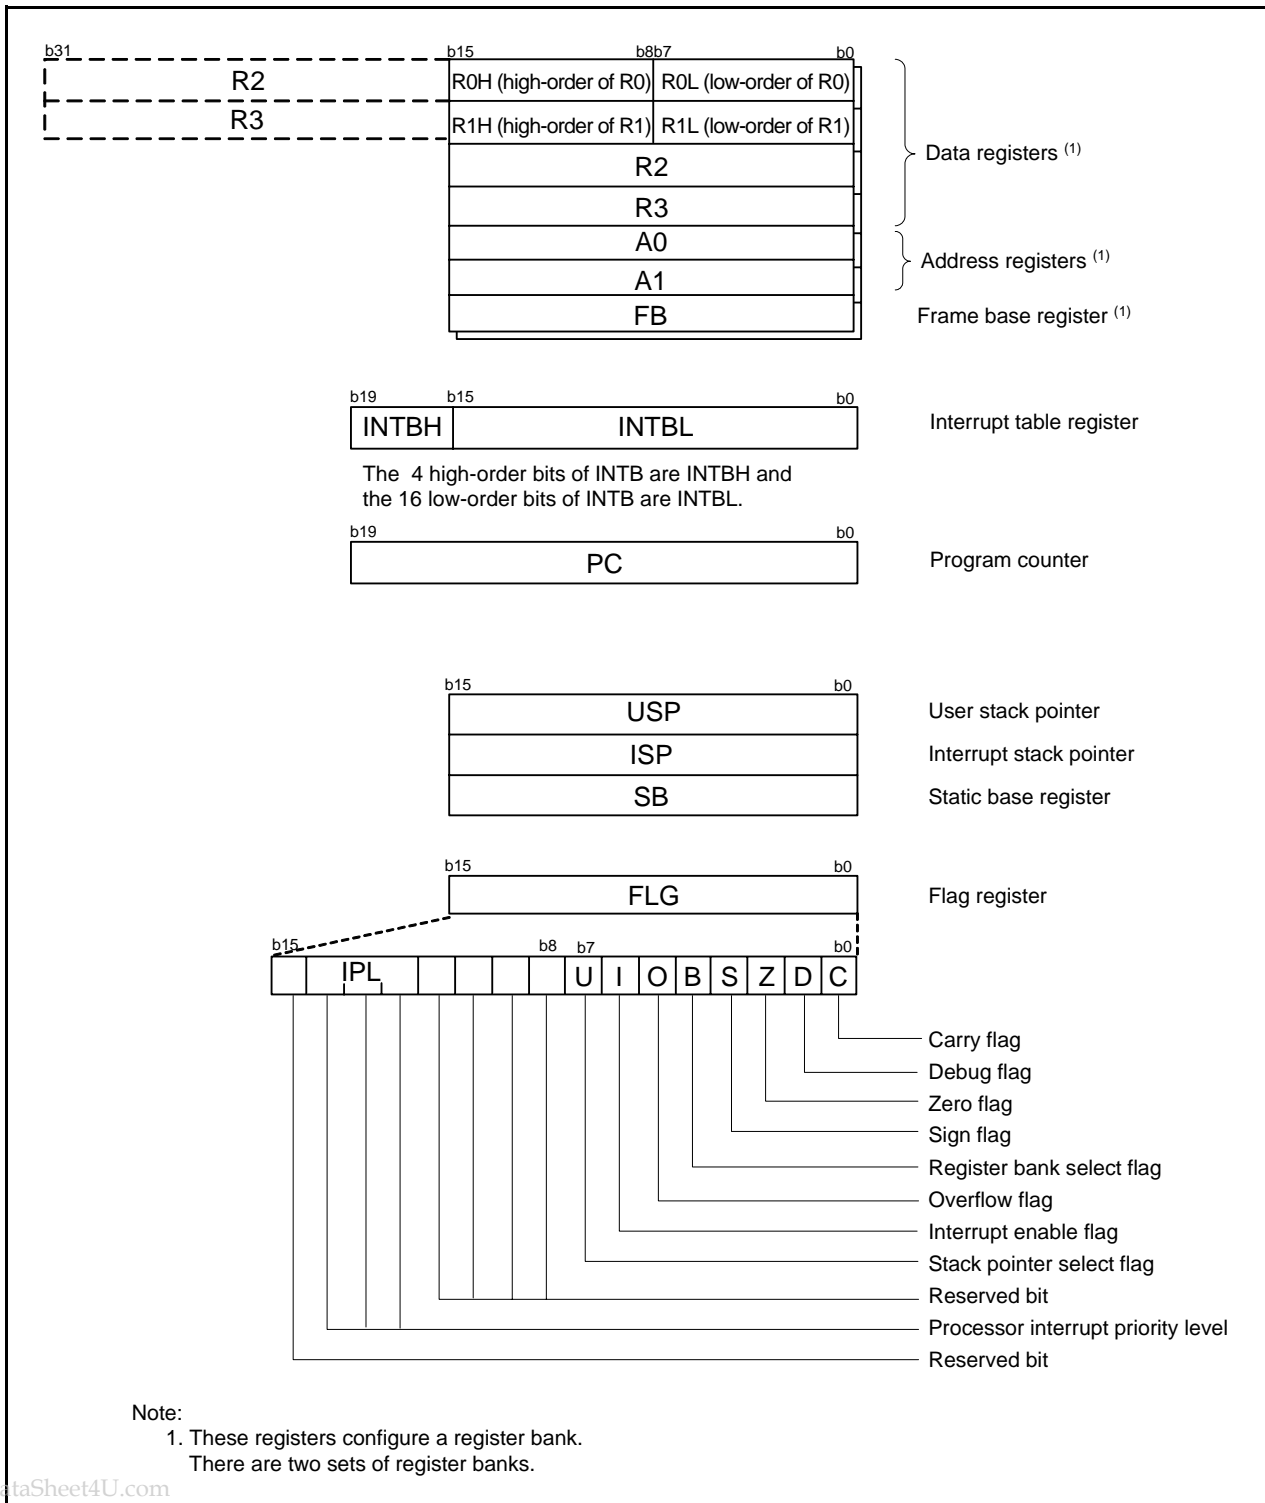 b31 b15 b8b7 b0
R2 R0H (high-order of R0) R0L (low-order of R0)
R3 R1H (high-order of R1) R1L (low-order of R1)
R2
Data registers (1)
R3
A0
Address registers (1)
A1
FB Frame base register (1)
b19 b15 b0
INTBH INTBL Interrupt table register
The 4 high-order bits of INTB are INTBH and
the 16 low-order bits of INTB are INTBL.
b19 b0
PC Program counter
b15 b0
USP User stack pointer
ISP Interrupt stack pointer
SB Static base register
b15 b0
FLG Flag register
b15 b8 b7 b0
IPL U I O B S Z D C
Carry flag
Debug flag
Zero flag
Sign flag
Register bank select flag
Overflow flag
Interrupt enable flag
Stack pointer select flag
Reserved bit
Processor interrupt priority level
Reserved bit
Note:
1. These registers configure a register bank.
There are two sets of register banks.
ataSheet4U.com